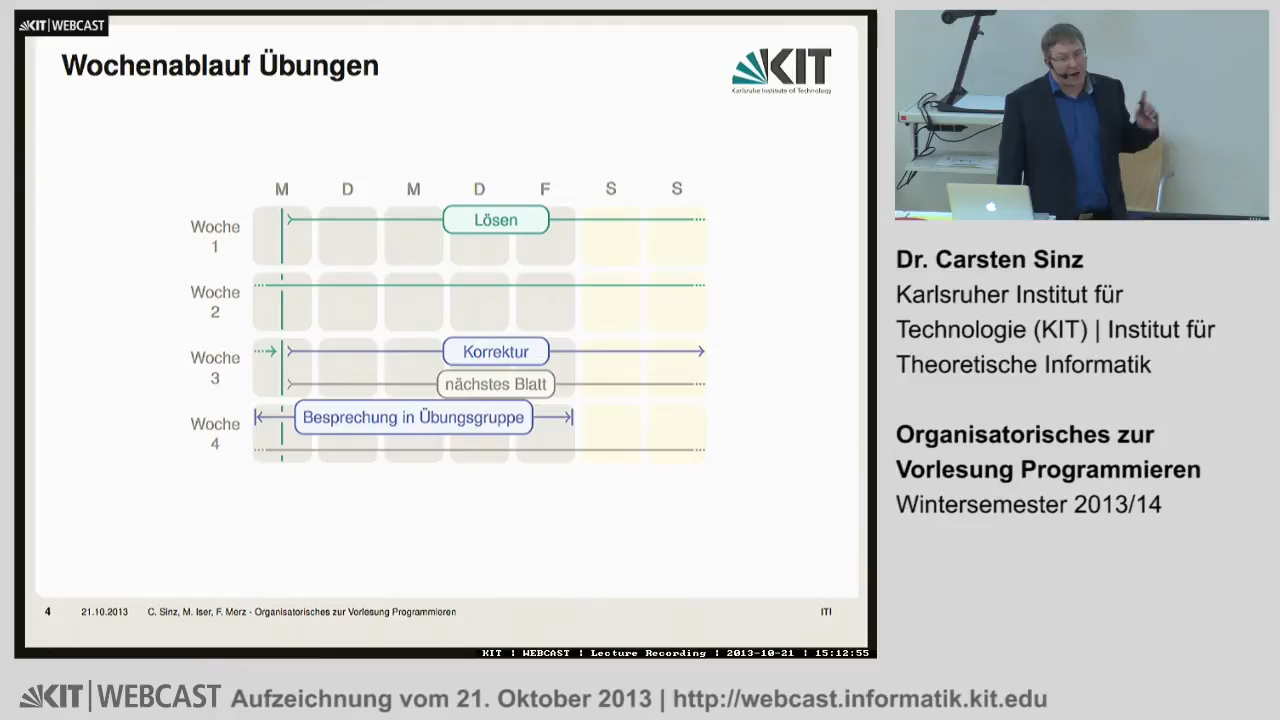 KIT | WEBCAST
Wochenablauf Übungen
KIT
Karlsruhe Institute of Technology
M D M D F S S
Woche
1
Lösen
Woche
2
Woche
3
Korrektur
nächstes Blatt
Woche
4
Besprechung in Übungsgruppe
4 21.10.2013 C. Sinz, M. Iser, F. Merz - Organisatorisches zur Vorlesung Programmieren ITI
KIT | WEBCAST | Lecture Recording | 2013-10-21 | 15:12:55
Dr. Carsten Sinz
Karlsruher Institut für
Technologie (KIT) | Institut für
Theoretische Informatik
Organisatorisches zur
Vorlesung Programmieren
Wintersemester 2013/14
KIT | WEBCAST Aufzeichnung vom 21. Oktober 2013 | http://webcast.informatik.kit.edu